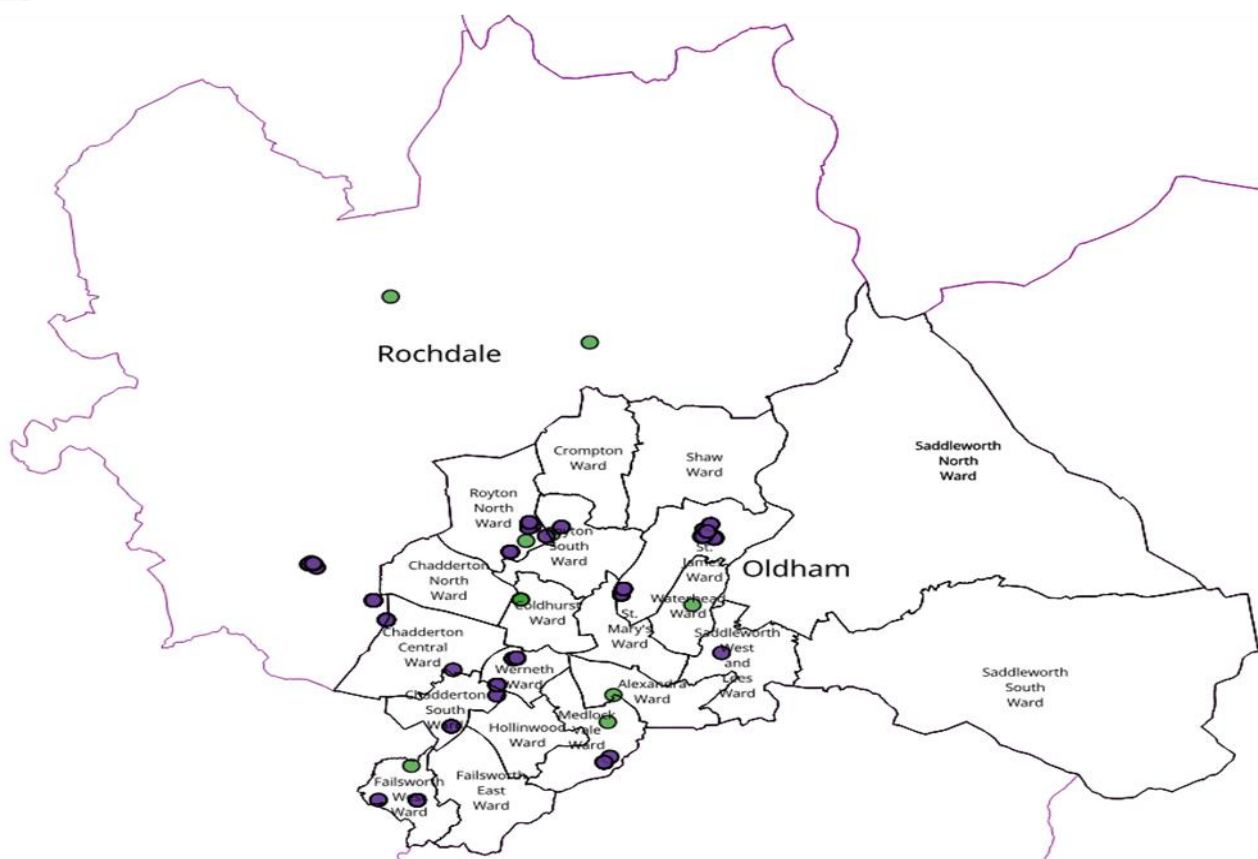 Rochdale
Crompton
Ward
Shaw
Ward
Saddleworth
North
Ward
Royton
North
Ward
South
Ward
St.
Ward
Oldham
Chadderton
North
Ward
Coldhurst
Ward
Waterhead
Ward
St.
Mary's
Ward
Chadderton
Central
Ward
Saddleworth
West
and
Lees
Ward
Werneth
Ward
Alexandra
Ward
Saddleworth
South
Ward
Chadderton
South
Ward
Hollinwood
Ward
Medlock
Vale
Ward
Failsworth
West
Ward
Failsworth
East
Ward